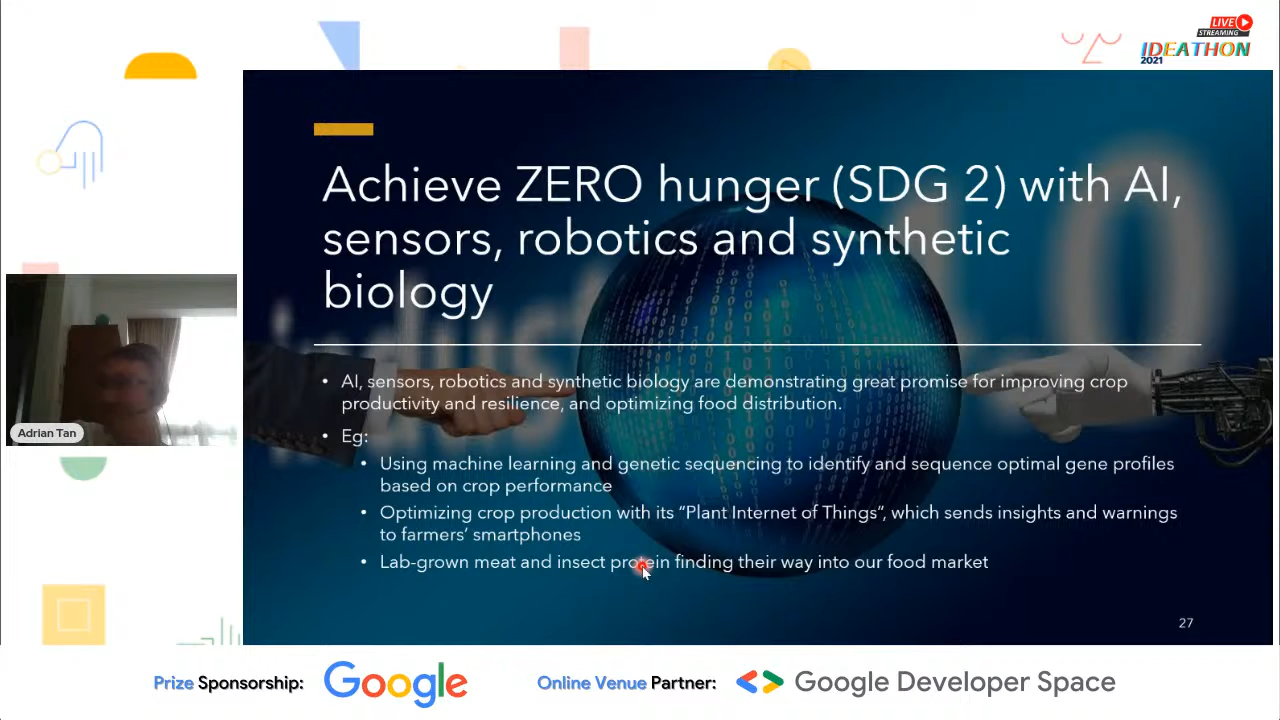 LIVE
STREAMING
IDEATHON
2021
Achieve ZERO hunger (SDG 2) with AI,
sensors, robotics and synthetic
biology
• AI, sensors, robotics and synthetic biology are demonstrating great promise for improving crop
productivity and resilience, and optimizing food distribution.
• Eg:
• Using machine learning and genetic sequencing to identify and sequence optimal gene profiles
based on crop performance
• Optimizing crop production with its “Plant Internet of Things”, which sends insights and warnings
to farmers’ smartphones
• Lab-grown meat and insect protein finding their way into our food market
27
Adrian Tan
Prize Sponsorship: Google Online Venue Partner: Google Developer Space